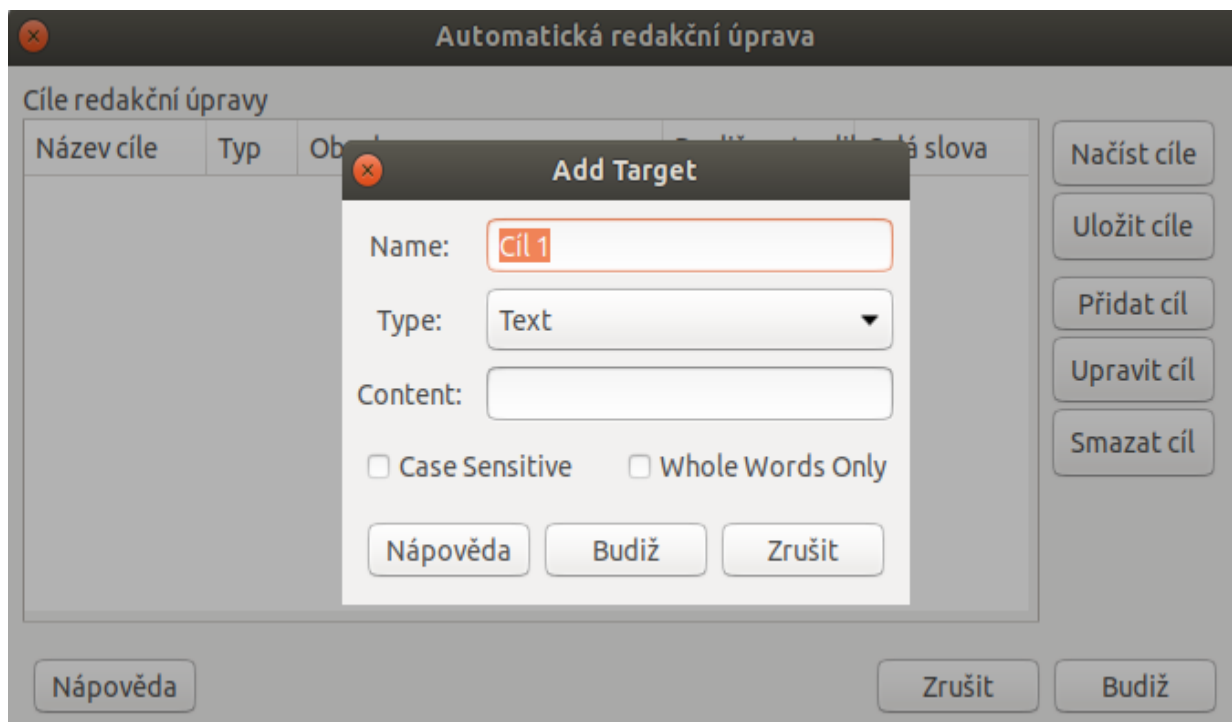 Automatická redakční úprava
Cíle redakční úpravy
Název cíle Typ slova
Načíst cíle
Uložit cíle
Přidat cíl
Upravit cíl
Smazat cíl
Add Target
Name: Cíl 1
Type: Text
Content:
Case Sensitive Whole Words Only
Nápověda Budiž Zrušit
Nápověda Zrušit Budiž